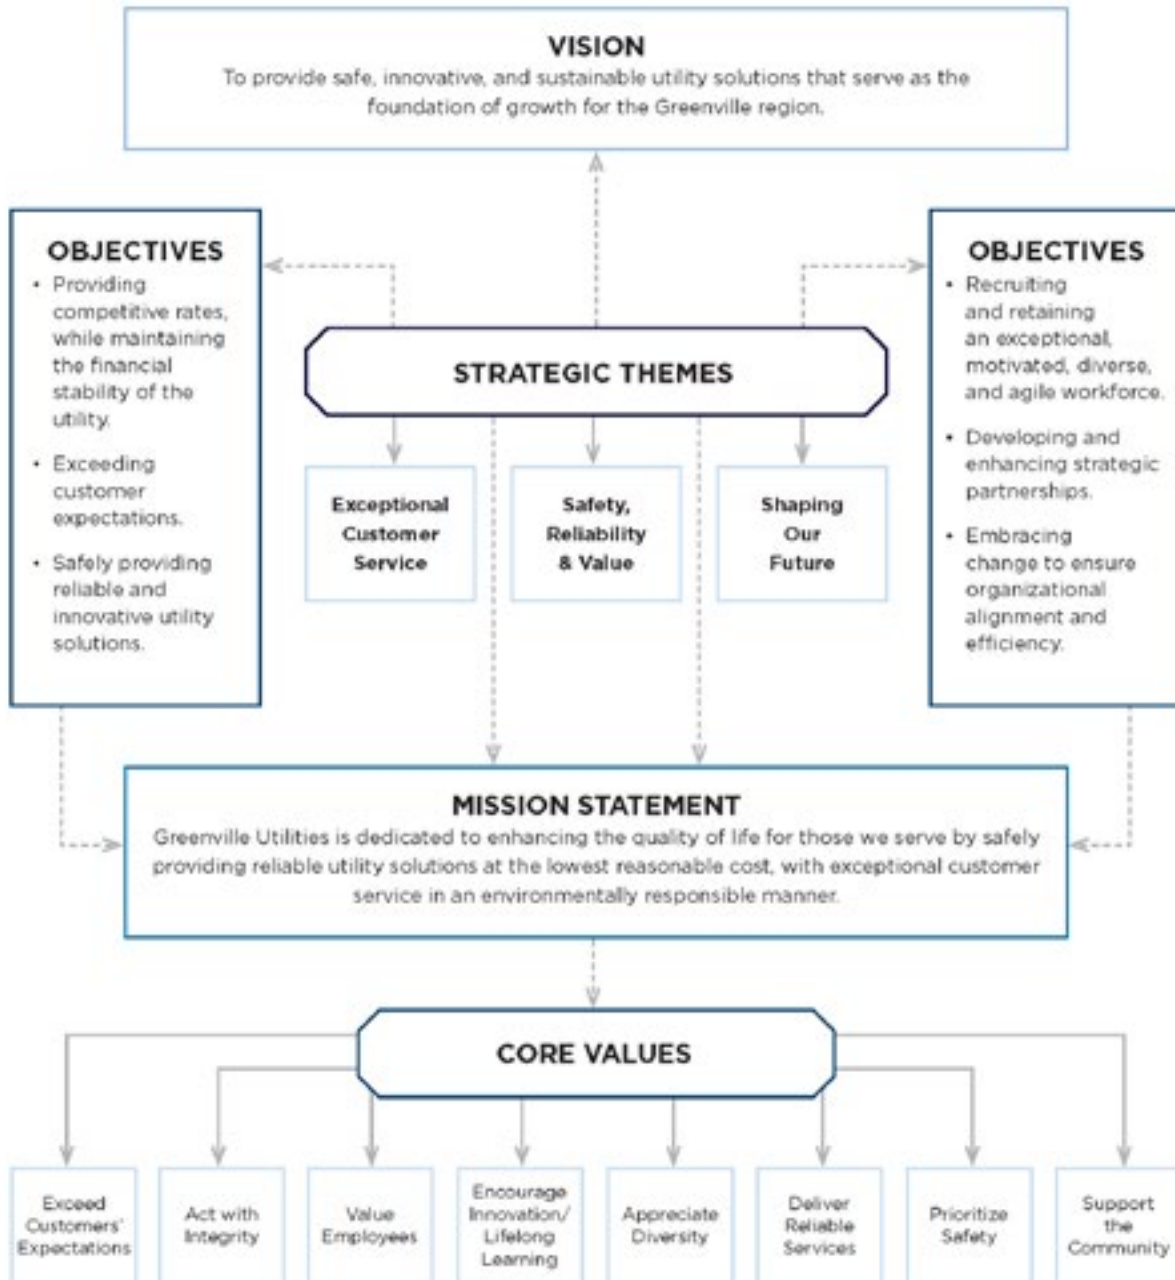 VISION
To provide safe, innovative, and sustainable utility solutions that serve as the
foundation of growth for the Greenville region.
OBJECTIVES
• Providing
competitive rates,
while maintaining
the financial
stability of the
utility.
• Exceeding
customer
expectations.
• Safely providing
reliable and
innovative utility
solutions.
STRATEGIC THEMES
Exceptional
Customer
Service
Safety,
Reliability
& Value
Shaping
Our
Future
OBJECTIVES
• Recruiting
and retaining
an exceptional,
motivated, diverse,
and agile workforce.
• Developing and
enhancing strategic
partnerships.
• Embracing
change to ensure
organizational
alignment and
efficiency.
MISSION STATEMENT
Greenville Utilities is dedicated to enhancing the quality of life for those we serve by safely
providing reliable utility solutions at the lowest reasonable cost, with exceptional customer
service in an environmentally responsible manner.
CORE VALUES
Exceed
Customers'
Expectations
Act with
Integrity
Value
Employees
Encourage
Innovation/
Lifelong
Learning
Appreciate
Diversity
Deliver
Reliable
Services
Prioritize
Safety
Support
the
Community